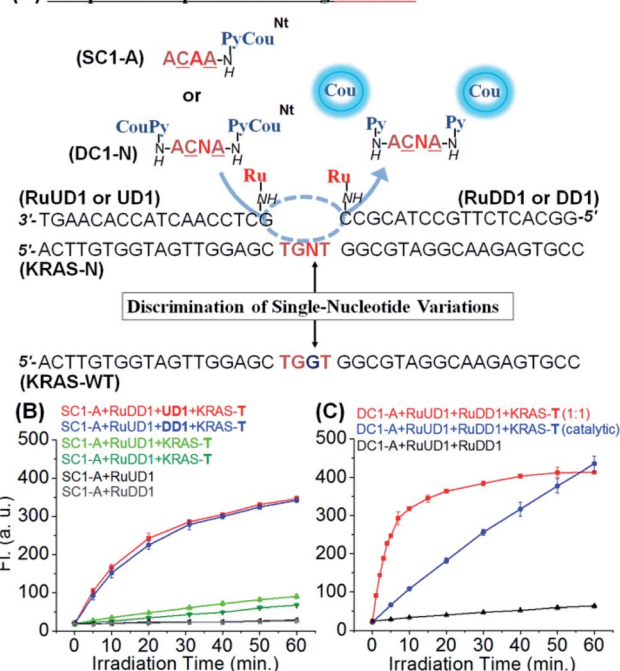 Nt
PyCou
(SC1-A) ACAA-N
H
or
Nt
CouPy PyCou
(DC1-N) N-ACNA-N
H H
Cou Cou
Py Py
N-ACNA-N
H H
Ru Ru
NH NH
(RuUD1 or UD1) (RuDD1 or DD1)
3'-TGAACACCATCAACCTCG CCGCATCCGTTCTCACGG-5'
5'-ACTTGTGGTAGTTGGAGC TGNT GGCGTAGGCAAGAGTGCC
(KRAS-N)
Discrimination of Single-Nucleotide Variations
5'-ACTTGTGGTAGTTGGAGC TGGT GGCGTAGGCAAGAGTGCC
(KRAS-WT)
(B) SC1-A+RuDD1+UD1+KRAS-T
SC1-A+RuUD1+DD1+KRAS-T
SC1-A+RuUD1+KRAS-T
SC1-A+RuDD1+KRAS-T
SC1-A+RuUD1
SC1-A+RuDD1
500
400
300
200
100
0
FI. (a. u.)
0 10 20 30 40 50 60
Irradiation Time (min.)
(C) DC1-A+RuUD1+RuDD1+KRAS-T (1:1)
DC1-A+RuUD1+RuDD1+KRAS-T (catalytic)
DC1-A+RuUD1+RuDD1
500
400
300
200
100
0
0 10 20 30 40 50 60
Irradiation Time (min.)